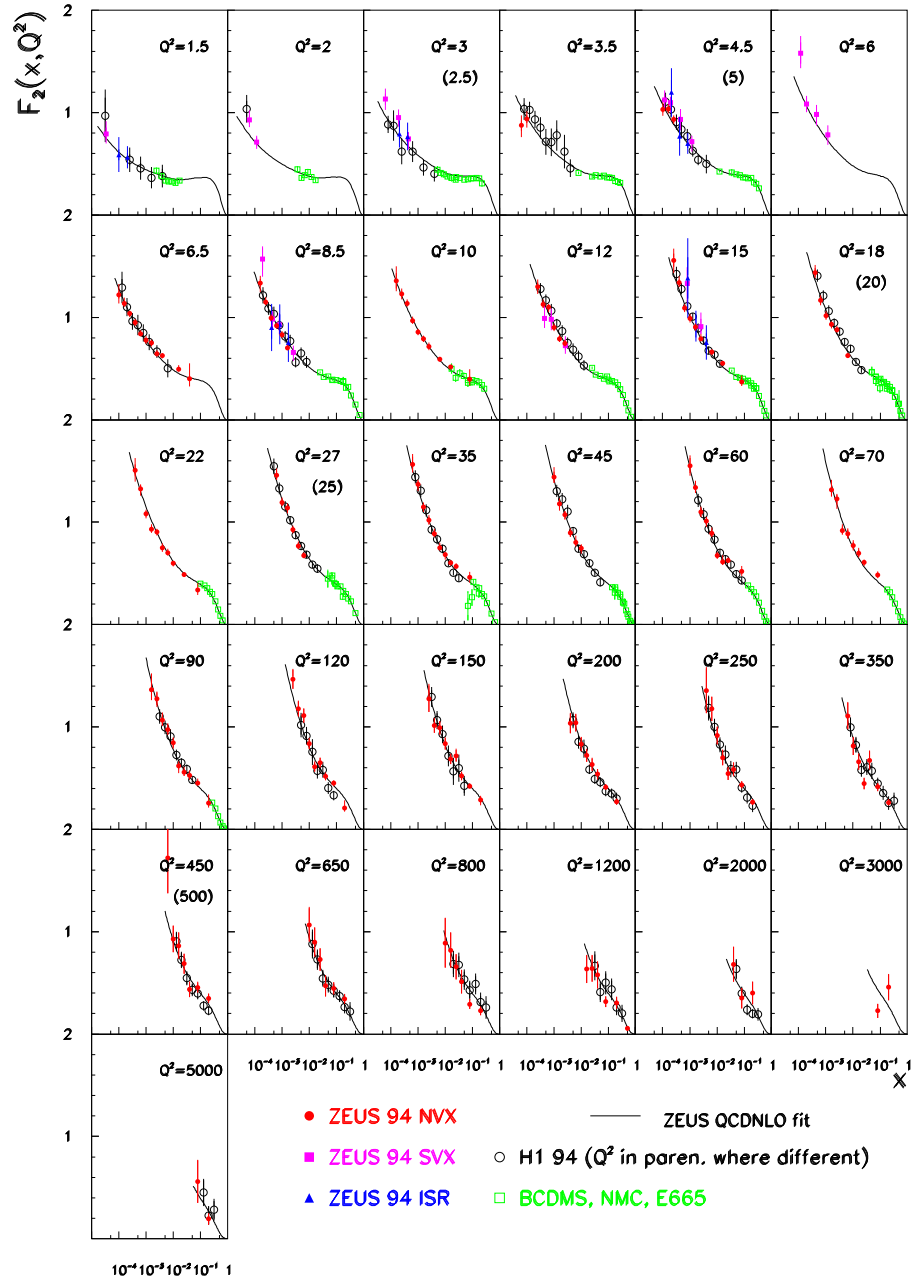 F₂(x,Q²)
2
Q²=1.5
Q²=2
Q²=3
(2.5)
Q²=3.5
Q²=4.5
(5)
Q²=6
1
2
Q²=6.5
Q²=8.5
Q²=10
Q²=12
Q²=15
Q²=18
(20)
1
2
Q²=22
Q²=27
(25)
Q²=35
Q²=45
Q²=60
Q²=70
1
2
Q²=90
Q²=120
Q²=150
Q²=200
Q²=250
Q²=350
1
2
Q²=450
(500)
Q²=650
Q²=800
Q²=1200
Q²=2000
Q²=3000
1
2
10⁻⁴ 10⁻³ 10⁻² 10⁻¹ 1
10⁻⁴ 10⁻³ 10⁻² 10⁻¹ 1
10⁻⁴ 10⁻³ 10⁻² 10⁻¹ 1
10⁻⁴ 10⁻³ 10⁻² 10⁻¹ 1
10⁻⁴ 10⁻³ 10⁻² 10⁻¹ 1
x
Q²=5000
1
ZEUS 94 NVX
ZEUS QCDNLO fit
ZEUS 94 SVX
H1 94 (Q² in paren. where different)
ZEUS 94 ISR
BCDMS, NMC, E665
10⁻⁴ 10⁻³ 10⁻² 10⁻¹ 1